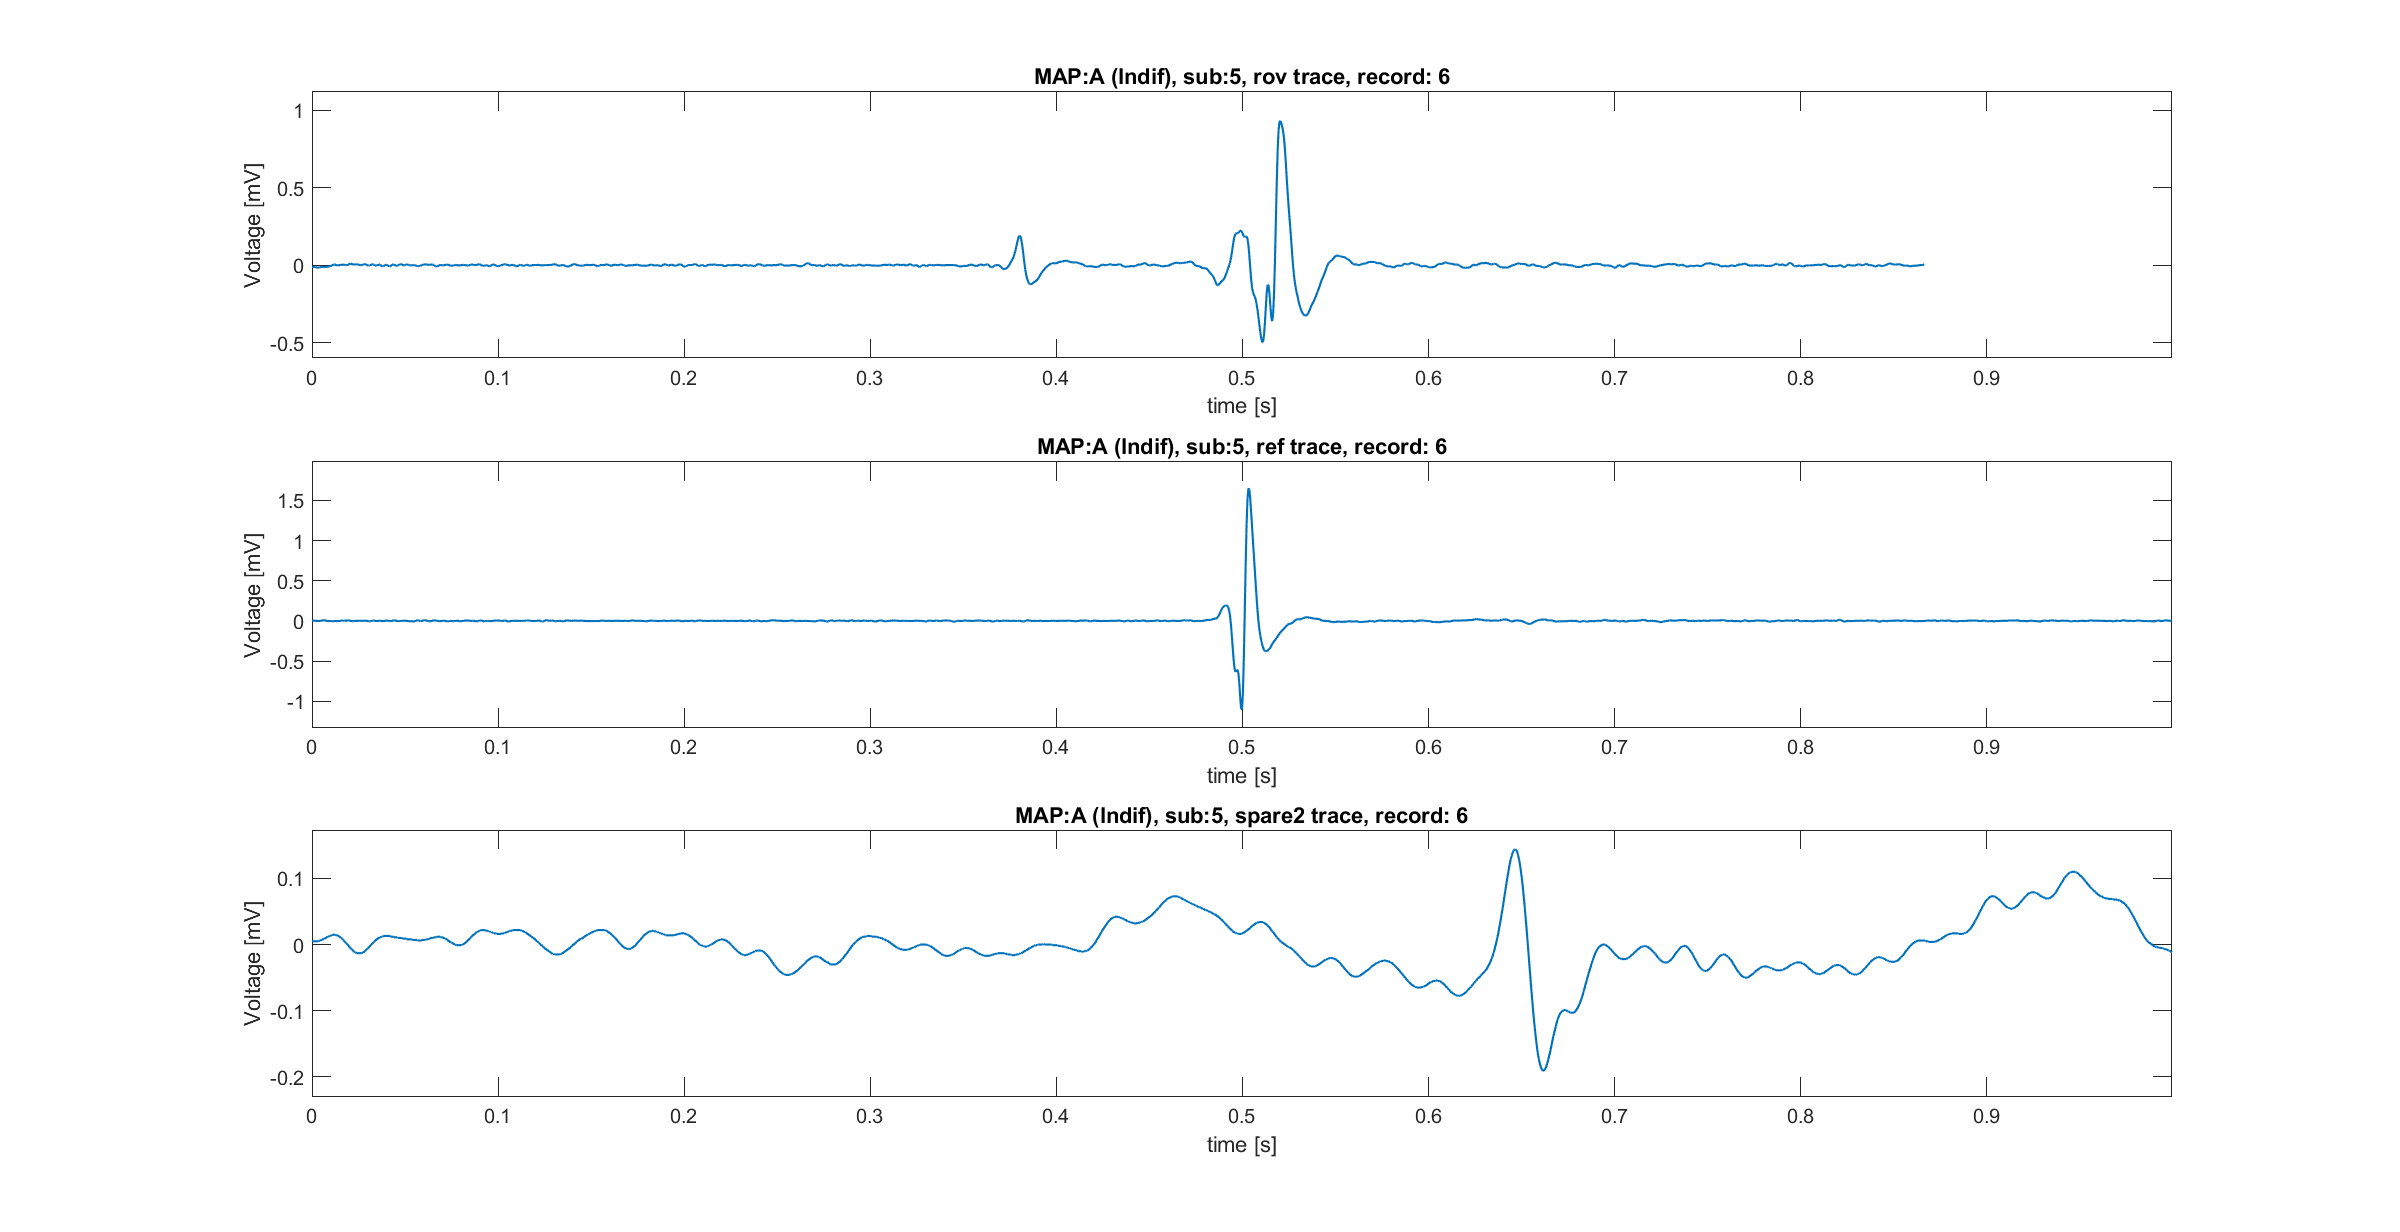 MAP:A (Indif), sub:5, rov trace, record: 6
Voltage [mV]
1
0.5
0
-0.5
0 0.1 0.2 0.3 0.4 0.5 0.6 0.7 0.8 0.9
time [s]
MAP:A (Indif), sub:5, ref trace, record: 6
Voltage [mV]
1.5
1
0.5
0
-0.5
-1
0 0.1 0.2 0.3 0.4 0.5 0.6 0.7 0.8 0.9
time [s]
MAP:A (Indif), sub:5, spare2 trace, record: 6
Voltage [mV]
0.1
0
-0.1
-0.2
0 0.1 0.2 0.3 0.4 0.5 0.6 0.7 0.8 0.9
time [s]